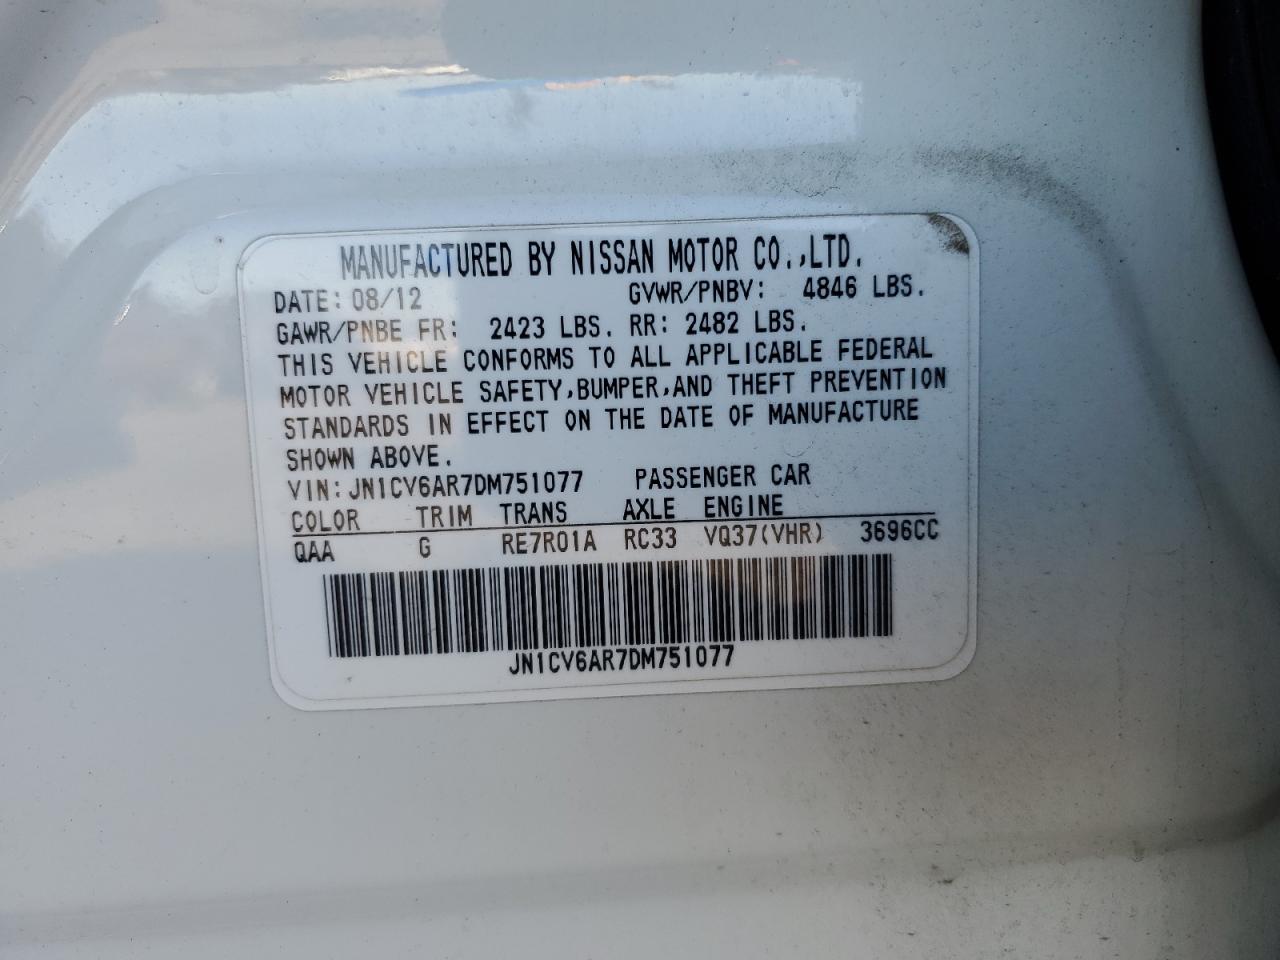 MANUFACTURED BY NISSAN MOTOR CO.,LTD.
DATE: 08/12 GVWR/PNBV: 4846 LBS.
GAWR/PNBE FR: 2423 LBS. RR: 2482 LBS.
THIS VEHICLE CONFORMS TO ALL APPLICABLE FEDERAL
MOTOR VEHICLE SAFETY,BUMPER,AND THEFT PREVENTION
STANDARDS IN EFFECT ON THE DATE OF MANUFACTURE
SHOWN ABOVE.
VIN:JN1CV6AR7DM751077 PASSENGER CAR
COLOR TRIM TRANS AXLE ENGINE
QAA G RE7R01A RC33 VQ37(VHR) 3696CC
JN1CV6AR7DM751077